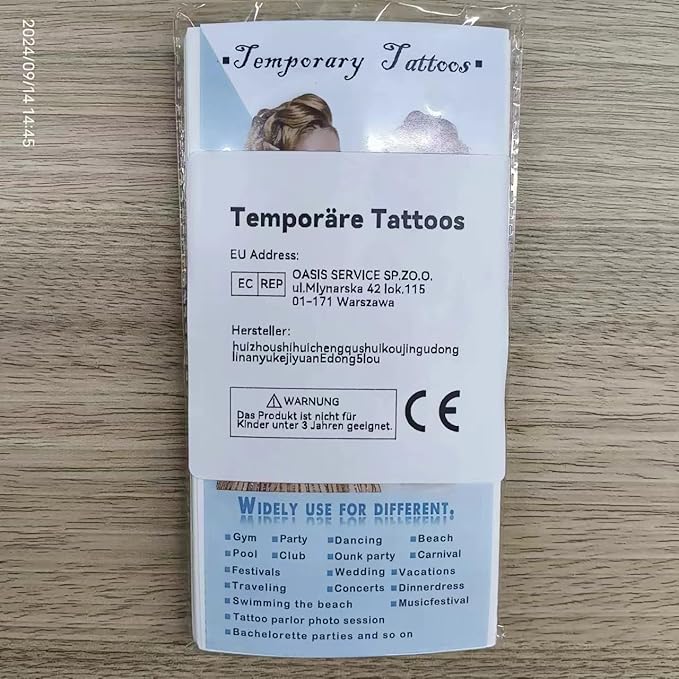 2024/09/14 14:45
▪Temporary Tattoos▪
Temporäre Tattoos
EU Address:
EC REP
OASIS SERVICE SP.ZO.O.
ul.Mlynarska 42 lok.115
01-171 Warszawa
Hersteller:
huizhoushihuichengqushuikoujingudong
linanyukejiyuanEdong5lou
⚠ WARNUNG
Das Produkt ist nicht für
Kinder unter 3 Jahren geeignet.
CE
WIDELY USE FOR DIFFERENT.
▪Gym ▪Party ▪Dancing ▪Beach
▪Pool ▪Club ▪Ounk party ▪Carnival
▪Festivals ▪Wedding ▪Vacations
▪Traveling ▪Concerts ▪Dinnerdress
▪Swimming the beach ▪Musicfestival
▪Tattoo parlor photo session
▪Bachelorette parties and so on